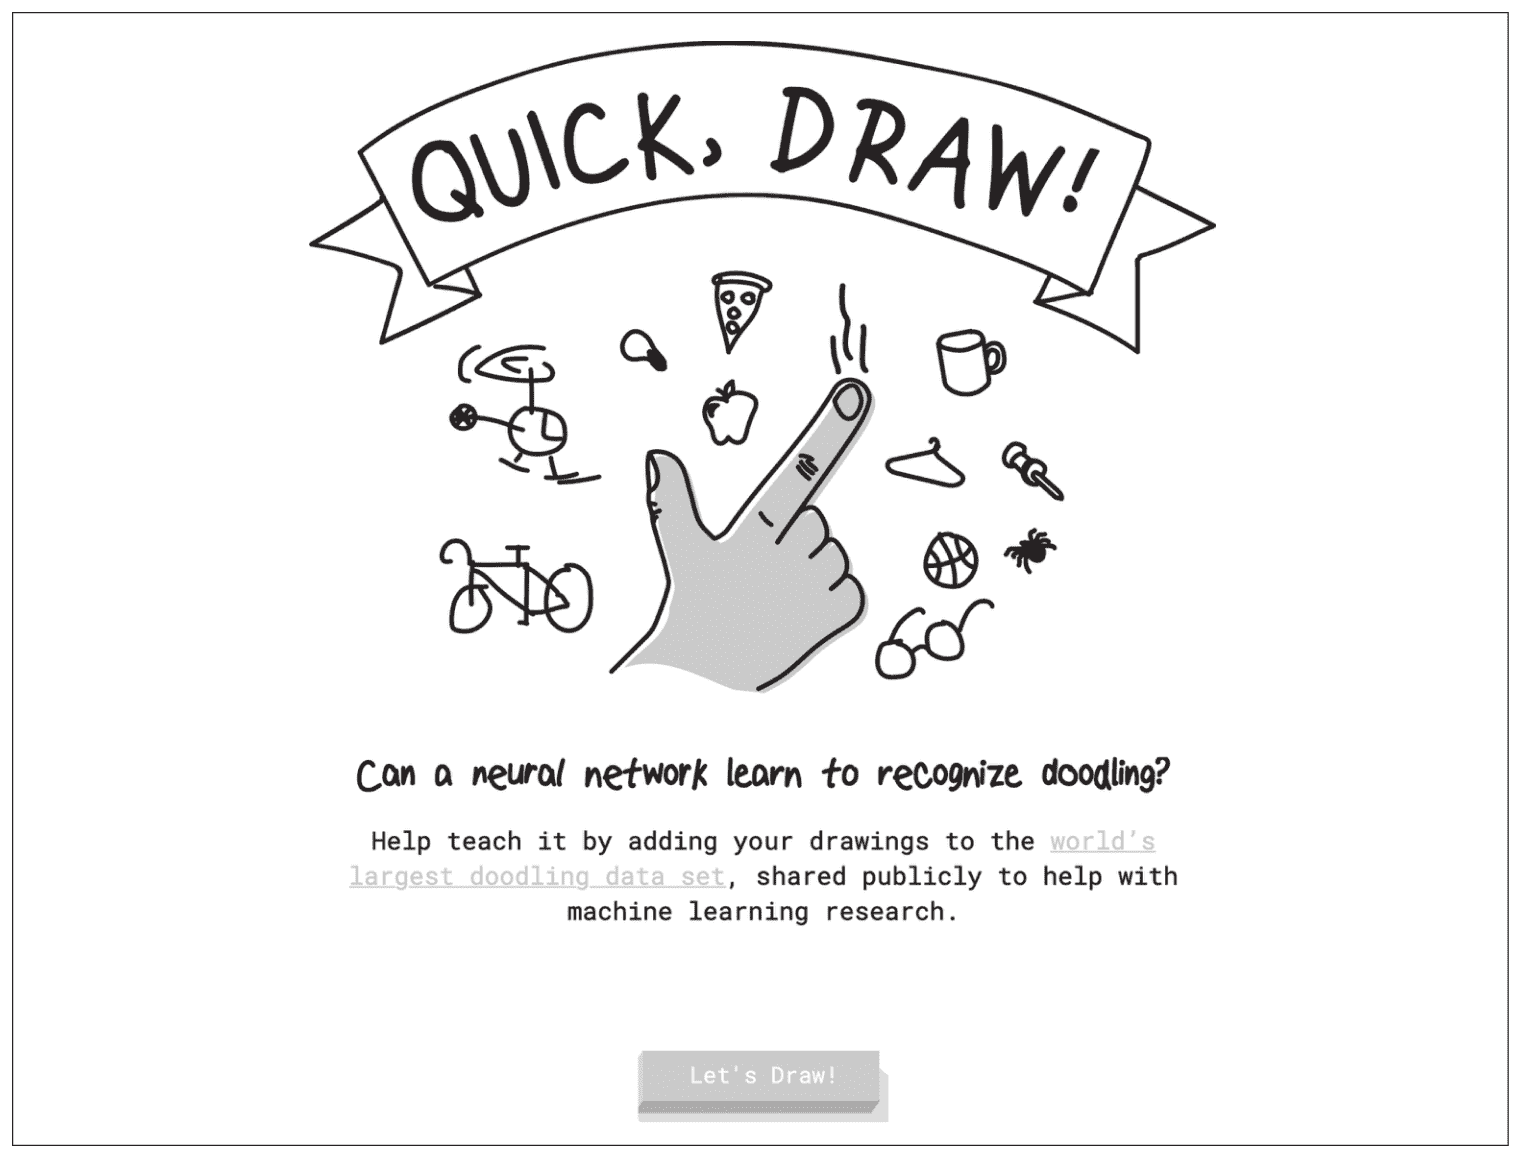 QUICK, DRAW!
Can a neural network learn to recognize doodling?
Help teach it by adding your drawings to the world’s
largest doodling data set, shared publicly to help with
machine learning research.
Let's Draw!